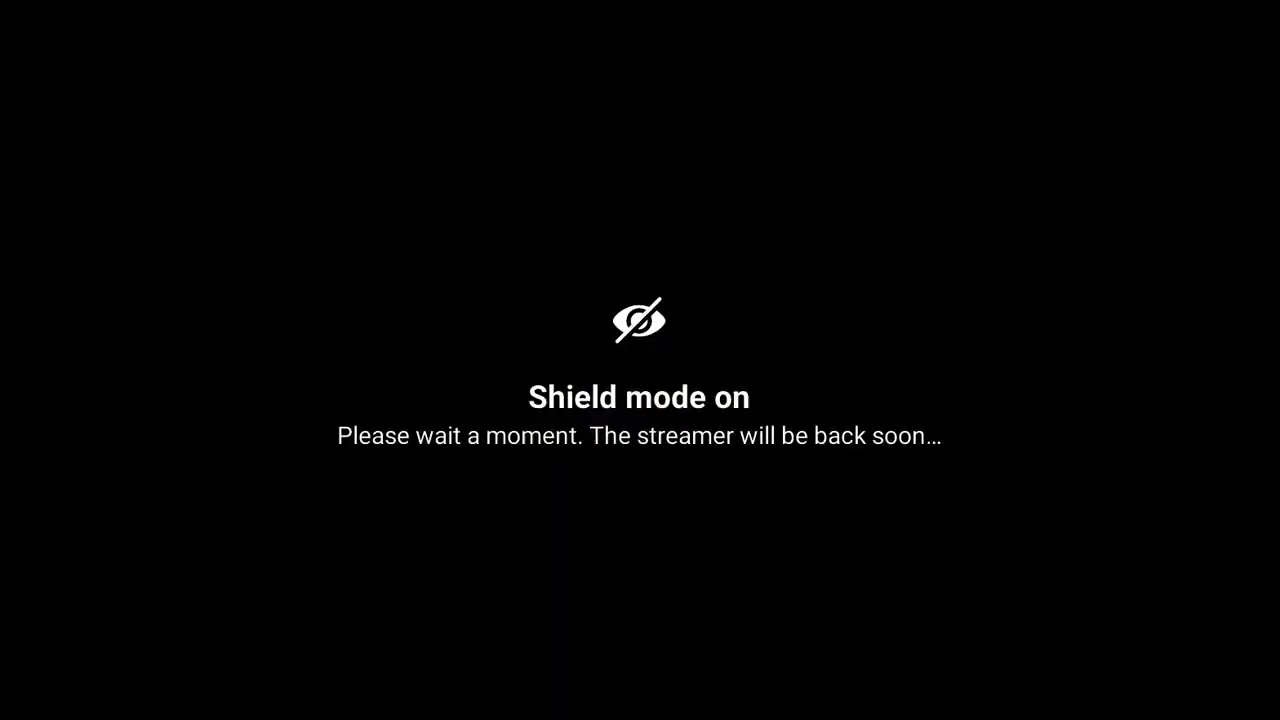 Shield mode on
Please wait a moment. The streamer will be back soon…